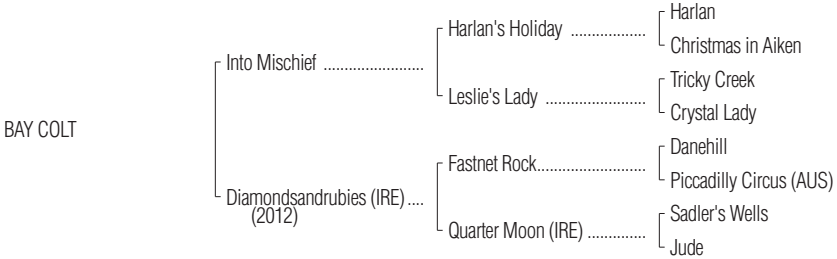 Harlan
Harlan's Holiday ..................
Christmas in Aiken
Into Mischief ........................
Tricky Creek
Leslie's Lady ........................
Crystal Lady
BAY COLT
Danehill
Fastnet Rock..........................
Piccadilly Circus (AUS)
Diamondsandrubies (IRE) ....
(2012)
Sadler's Wells
Quarter Moon (IRE) ..............
Jude